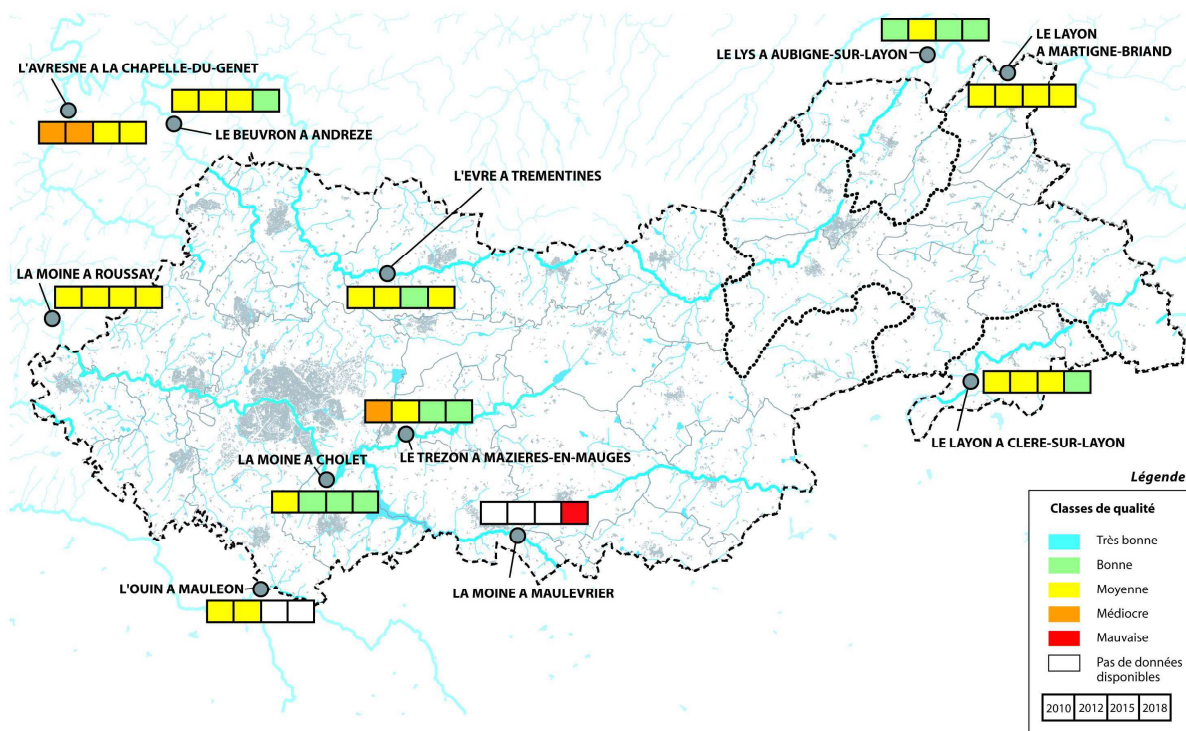 LE LYS A AUBIGNE-SUR-LAYON
LE LAYON
A MARTIGNE-BRIAND
L'AVRESNE A LA CHAPELLE-DU-GENET
LE BEUVRON A ANDREZE
L'EVRE A TREMENTINES
LA MOINE A ROUSSAY
LE LAYON A CLERE-SUR-LAYON
LE TREZON A MAZIERES-EN-MAUGES
LA MOINE A CHOLET
LA MOINE A MAULEVRIER
L'OUIN A MAULEON
Légende
Classes de qualité
Très bonne
Bonne
Moyenne
Médiocre
Mauvaise
Pas de données
disponibles
2010 2012 2015 2018